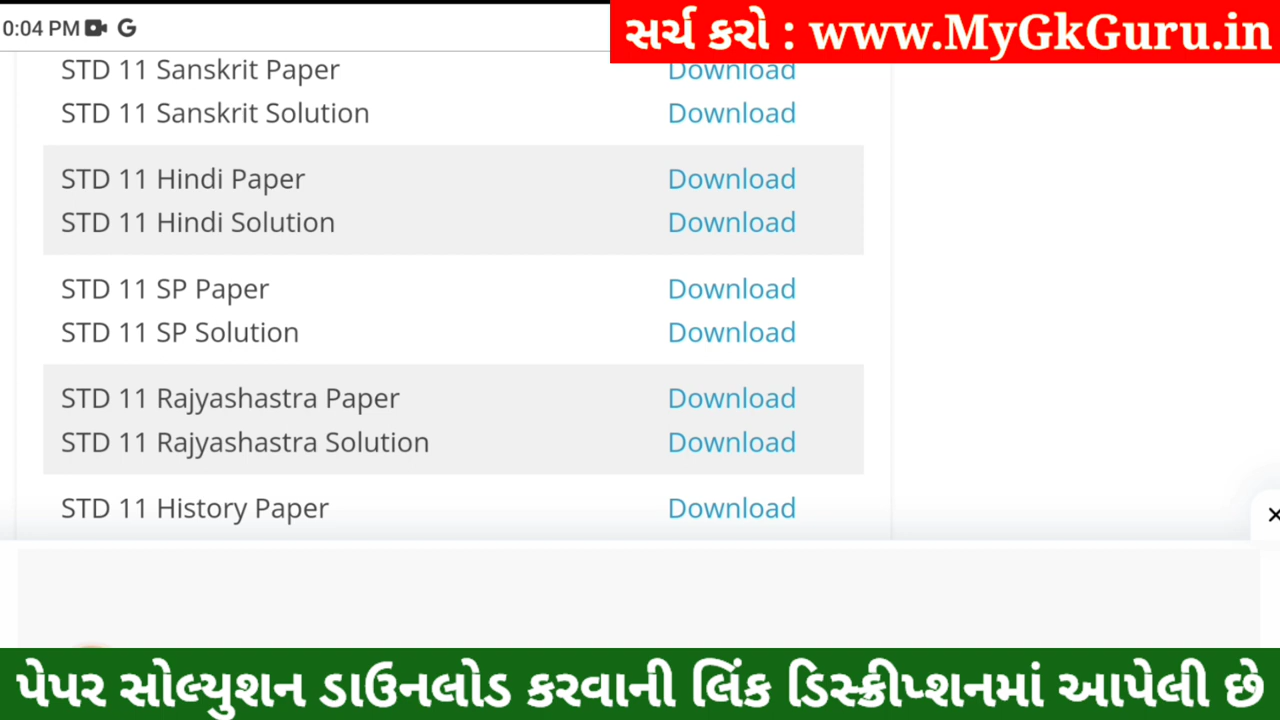 0:04 PM
સર્ચ કરો : www.MyGkGuru.in
STD 11 Sanskrit Paper Download
STD 11 Sanskrit Solution Download
STD 11 Hindi Paper Download
STD 11 Hindi Solution Download
STD 11 SP Paper Download
STD 11 SP Solution Download
STD 11 Rajyashastra Paper Download
STD 11 Rajyashastra Solution Download
STD 11 History Paper Download
પેપર સોલ્યુશન ડાઉનલોડ કરવાની લિંક ડિસ્ક્રીપ્શનમાં આપેલી છે